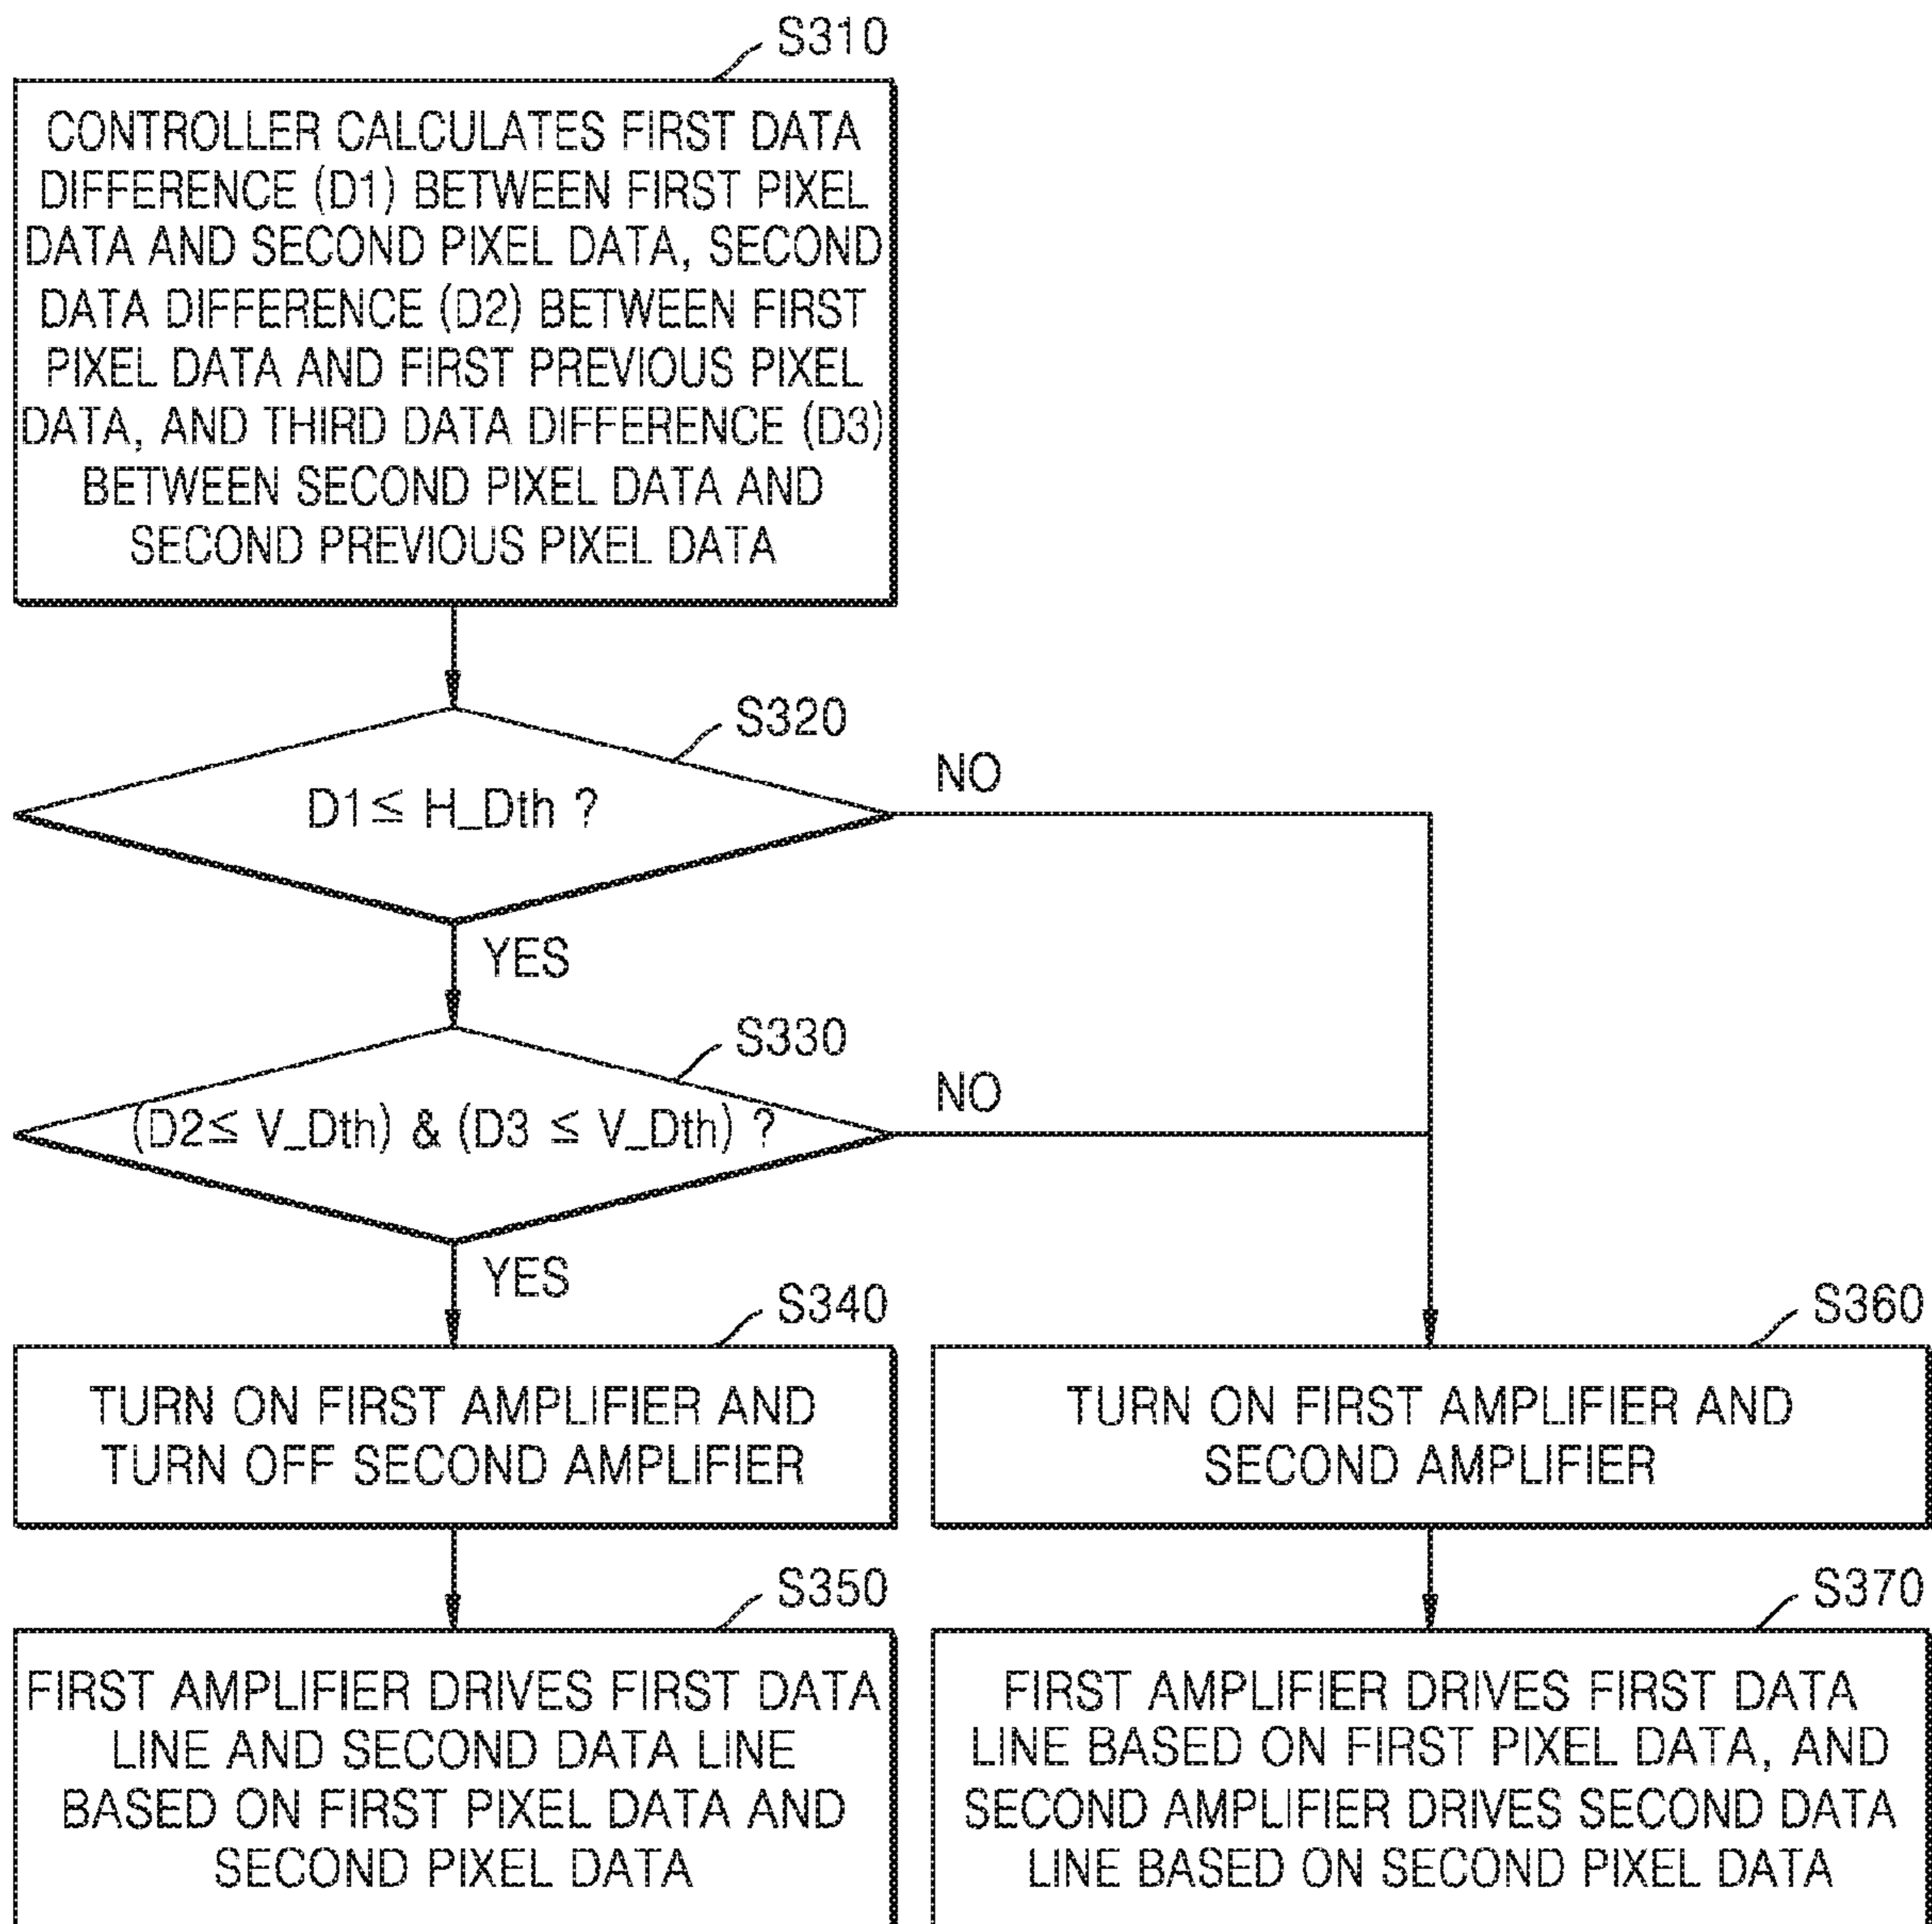 S310
CONTROLLER CALCULATES FIRST DATA
DIFFERENCE (D1) BETWEEN FIRST PIXEL
DATA AND SECOND PIXEL DATA, SECOND
DATA DIFFERENCE (D2) BETWEEN FIRST
PIXEL DATA AND FIRST PREVIOUS PIXEL
DATA, AND THIRD DATA DIFFERENCE (D3)
BETWEEN SECOND PIXEL DATA AND
SECOND PREVIOUS PIXEL DATA
S320
D1≤ H_Dth ?
NO
YES
S330
(D2≤ V_Dth) & (D3 ≤ V_Dth) ?
NO
YES
S340
TURN ON FIRST AMPLIFIER AND
TURN OFF SECOND AMPLIFIER
S360
TURN ON FIRST AMPLIFIER AND
SECOND AMPLIFIER
S350
FIRST AMPLIFIER DRIVES FIRST DATA
LINE AND SECOND DATA LINE
BASED ON FIRST PIXEL DATA AND
SECOND PIXEL DATA
S370
FIRST AMPLIFIER DRIVES FIRST DATA
LINE BASED ON FIRST PIXEL DATA, AND
SECOND AMPLIFIER DRIVES SECOND DATA
LINE BASED ON SECOND PIXEL DATA